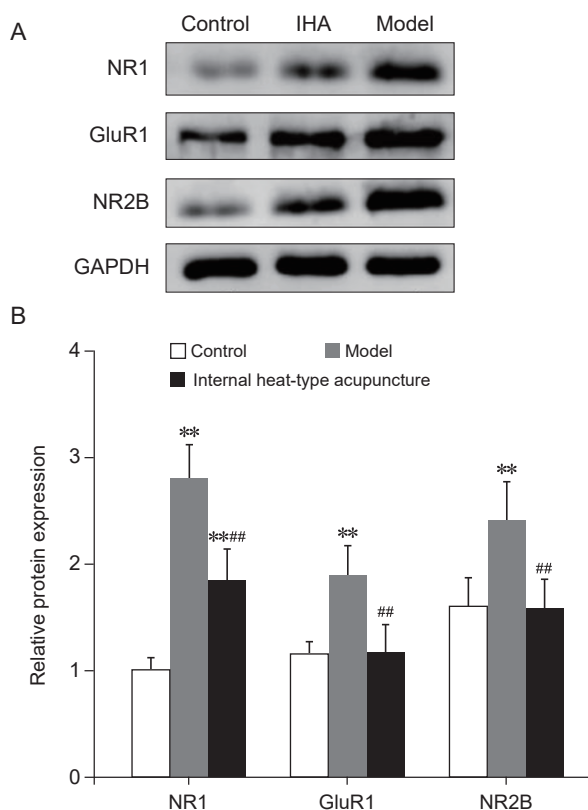 A
Control IHA Model
NR1
GluR1
NR2B
GAPDH
B
4
3
2
1
0
Relative protein expression
Control Model
Internal heat-type acupuncture
**
**##
**
##
**
##
NR1 GluR1 NR2B